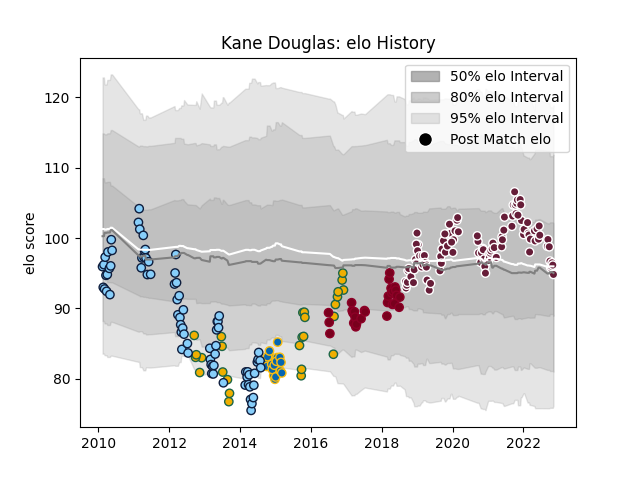 Kane Douglas: elo History
50% elo Interval
80% elo Interval
95% elo Interval
Post Match elo
elo score
120
110
100
90
80
2010
2012
2014
2016
2018
2020
2022